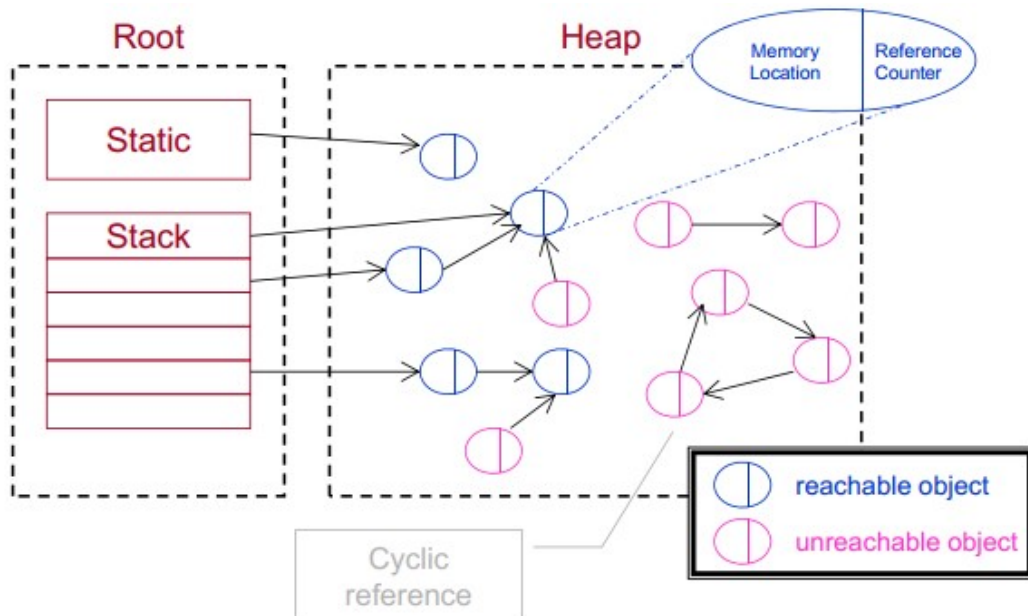 Root
Heap
Memory
Location
Reference
Counter
Static
Stack
reachable object
unreachable object
Cyclic
reference